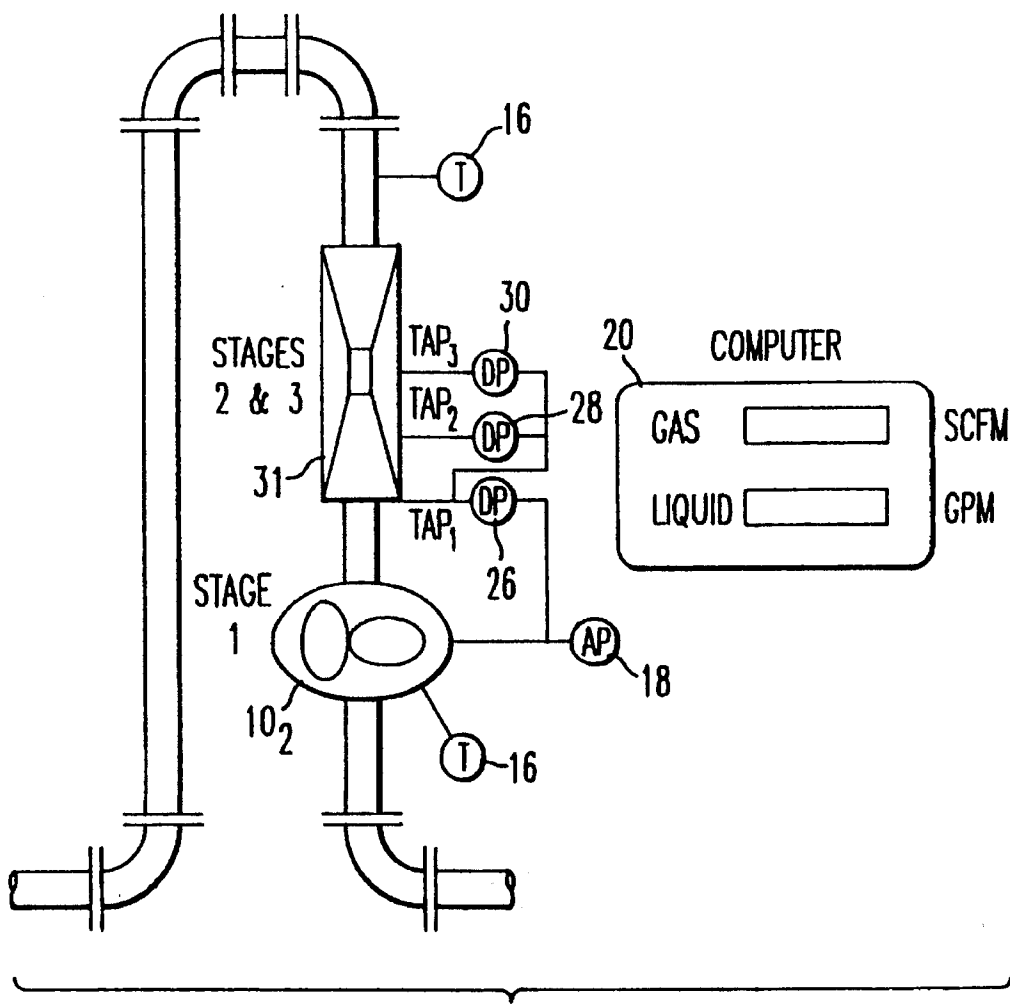 16
T
30
TAP3
DP
STAGES
2 & 3
TAP2
DP
28
31
TAP1
DP
26
20
COMPUTER
GAS
SCFM
LIQUID
GPM
STAGE
1
AP
18
102
T
16